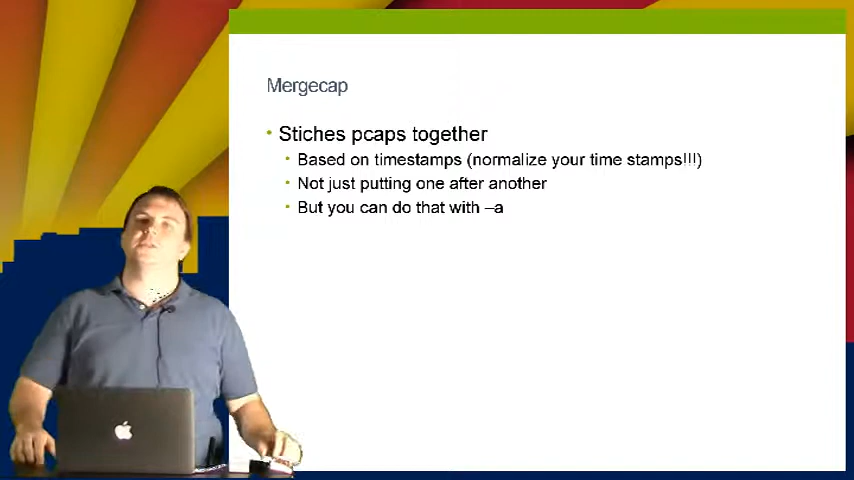 Mergecap
• Stiches pcaps together
• Based on timestamps (normalize your time stamps!!!)
• Not just putting one after another
• But you can do that with –a